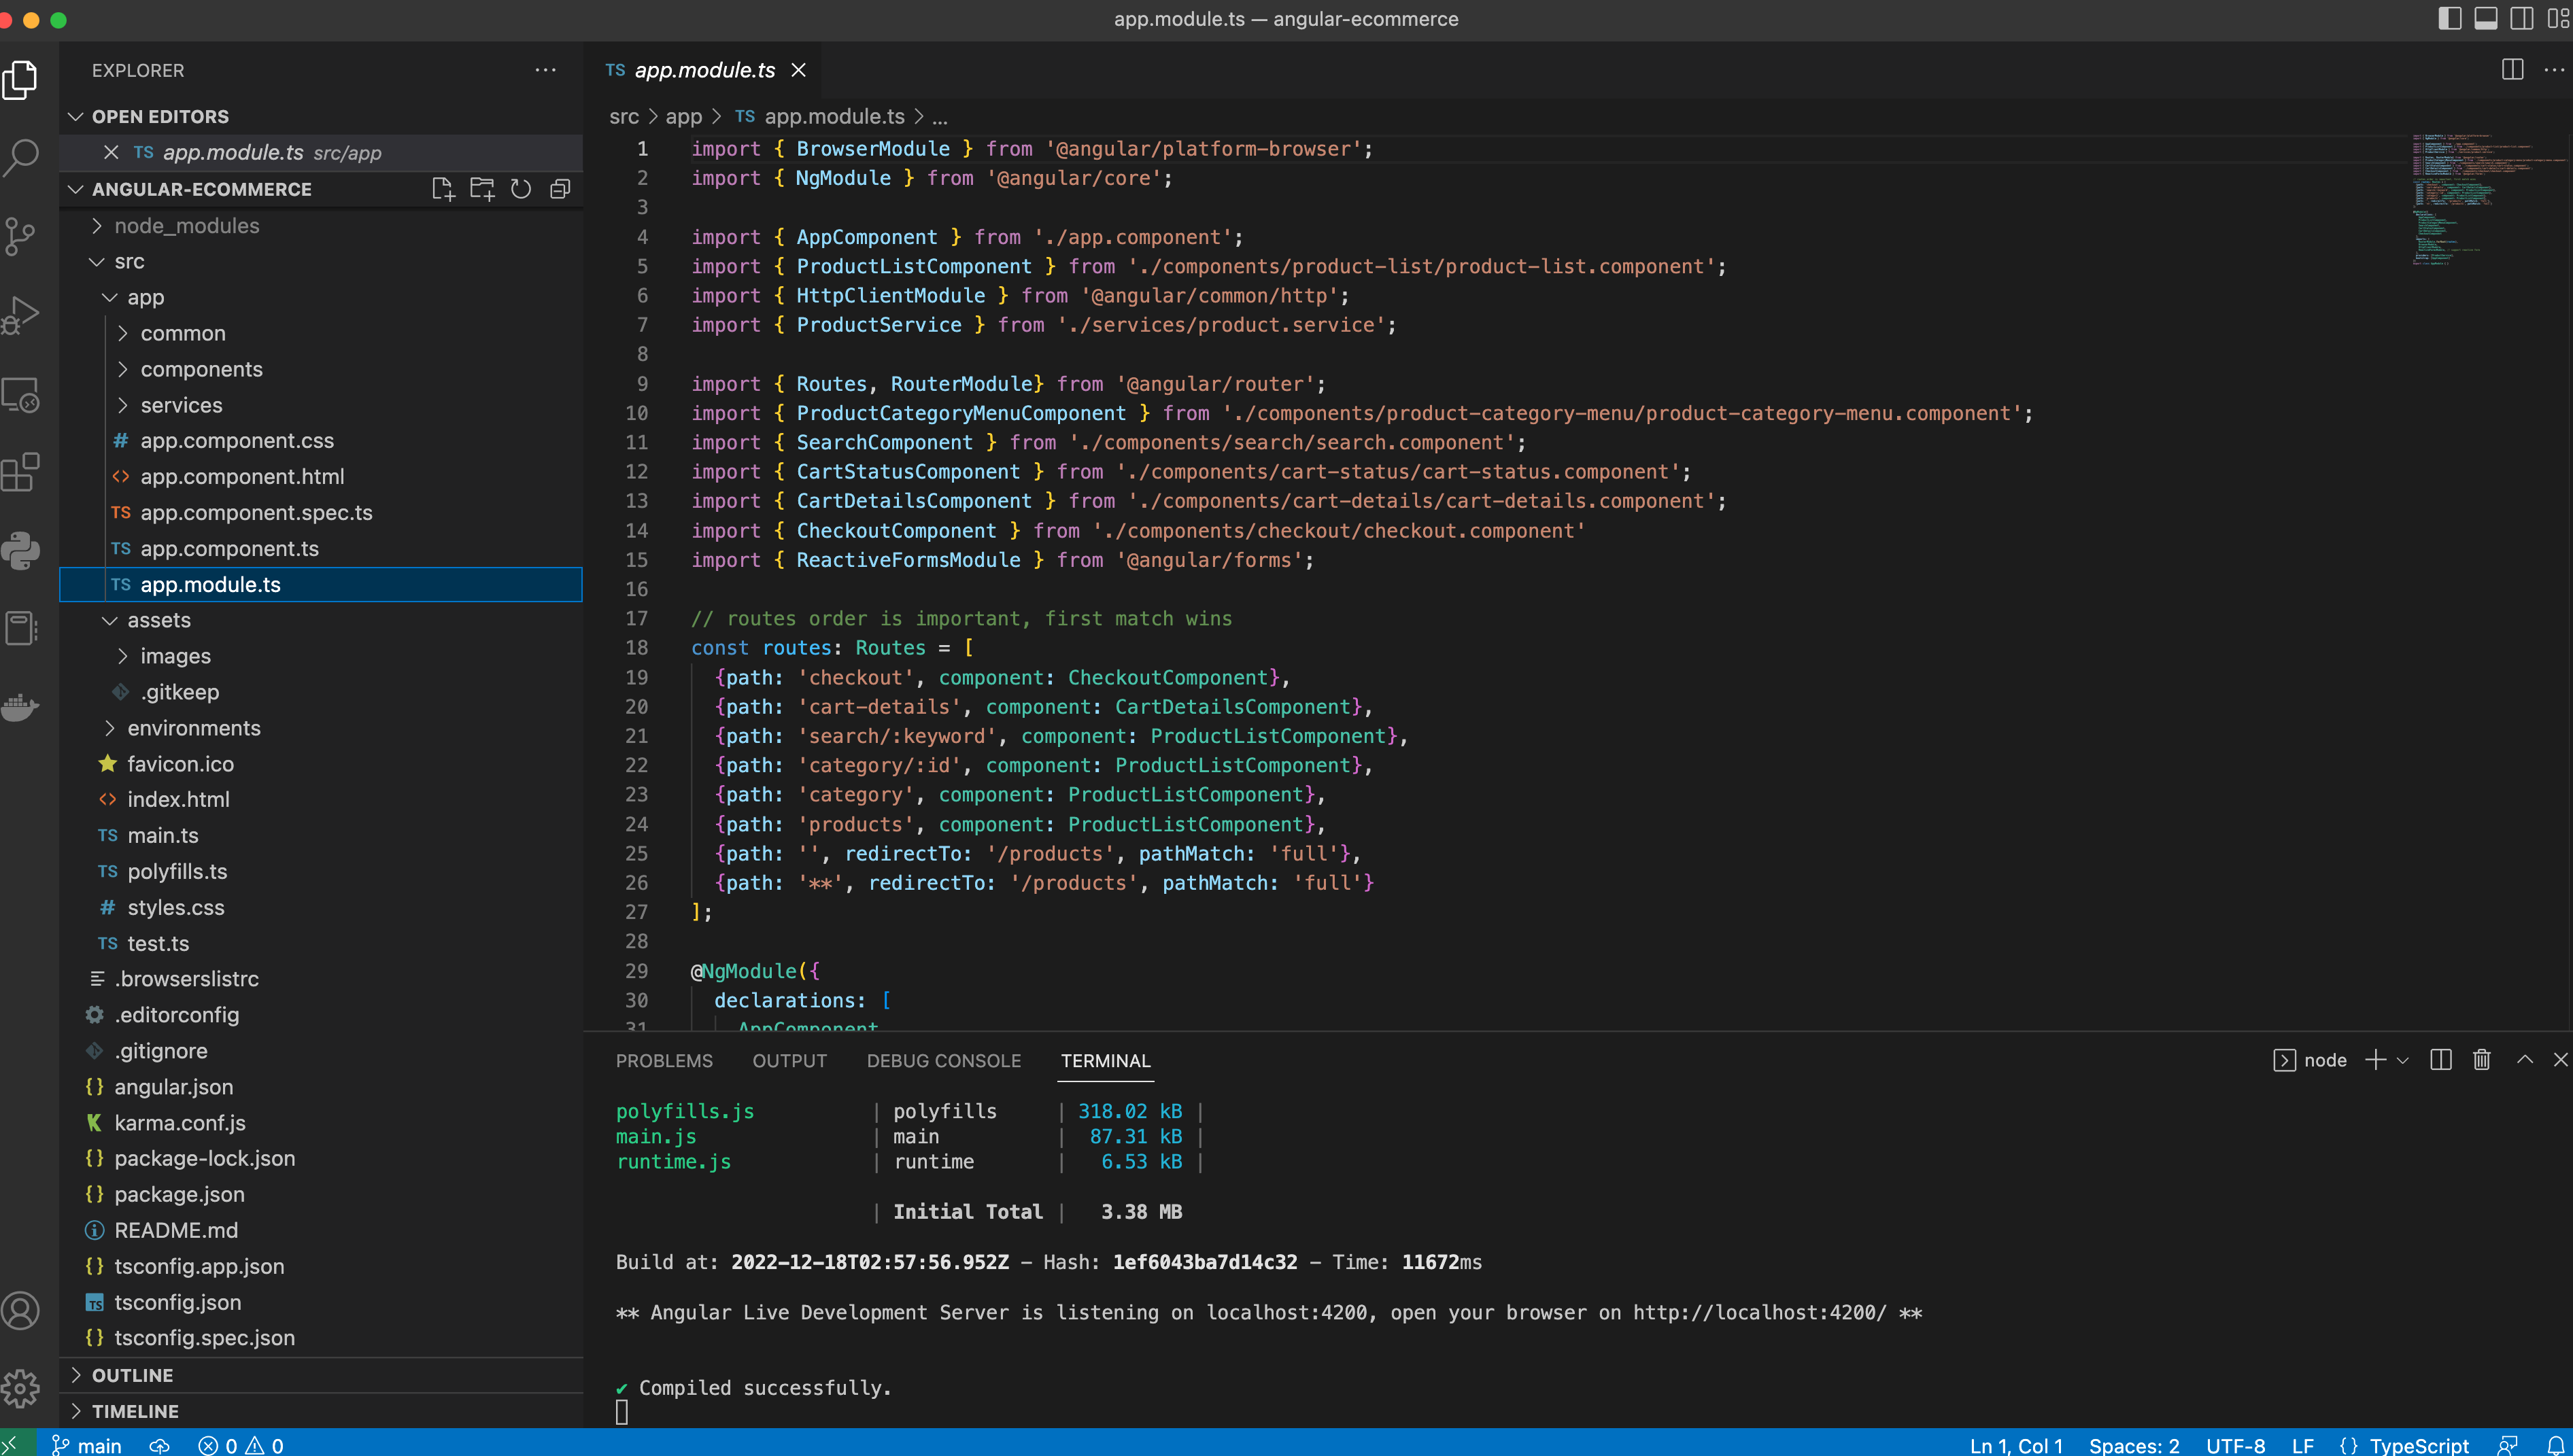 app.module.ts — angular-ecommerce
EXPLORER
OPEN EDITORS
TS app.module.ts src/app
ANGULAR-ECOMMERCE
node_modules
src
app
common
components
services
# app.component.css
<> app.component.html
TS app.component.spec.ts
TS app.component.ts
TS app.module.ts
assets
images
.gitkeep
environments
favicon.ico
<> index.html
TS main.ts
TS polyfills.ts
# styles.css
TS test.ts
.browserslistrc
.editorconfig
.gitignore
{} angular.json
karma.conf.js
{} package-lock.json
{} package.json
README.md
{} tsconfig.app.json
TS tsconfig.json
{} tsconfig.spec.json
OUTLINE
TIMELINE
TS app.module.ts
src > app > TS app.module.ts > ...
1 import { BrowserModule } from '@angular/platform-browser';
2 import { NgModule } from '@angular/core';
3
4 import { AppComponent } from './app.component';
5 import { ProductListComponent } from './components/product-list/product-list.component';
6 import { HttpClientModule } from '@angular/common/http';
7 import { ProductService } from './services/product.service';
8
9 import { Routes, RouterModule} from '@angular/router';
10 import { ProductCategoryMenuComponent } from './components/product-category-menu/product-category-menu.component';
11 import { SearchComponent } from './components/search/search.component';
12 import { CartStatusComponent } from './components/cart-status/cart-status.component';
13 import { CartDetailsComponent } from './components/cart-details/cart-details.component';
14 import { CheckoutComponent } from './components/checkout/checkout.component'
15 import { ReactiveFormsModule } from '@angular/forms';
16
17 // routes order is important, first match wins
18 const routes: Routes = [
19 {path: 'checkout', component: CheckoutComponent},
20 {path: 'cart-details', component: CartDetailsComponent},
21 {path: 'search/:keyword', component: ProductListComponent},
22 {path: 'category/:id', component: ProductListComponent},
23 {path: 'category', component: ProductListComponent},
24 {path: 'products', component: ProductListComponent},
25 {path: '', redirectTo: '/products', pathMatch: 'full'},
26 {path: '**', redirectTo: '/products', pathMatch: 'full'}
27 ];
28
29 @NgModule({
30 declarations: [
31 AppComponent
PROBLEMS OUTPUT DEBUG CONSOLE TERMINAL
node
polyfills.js | polyfills | 318.02 kB |
main.js | main | 87.31 kB |
runtime.js | runtime | 6.53 kB |
| Initial Total | 3.38 MB
Build at: 2022-12-18T02:57:56.952Z - Hash: 1ef6043ba7d14c32 - Time: 11672ms
** Angular Live Development Server is listening on localhost:4200, open your browser on http://localhost:4200/ **
✔ Compiled successfully.
main 0 0
Ln 1, Col 1 Spaces: 2 UTF-8 LF {} TypeScript